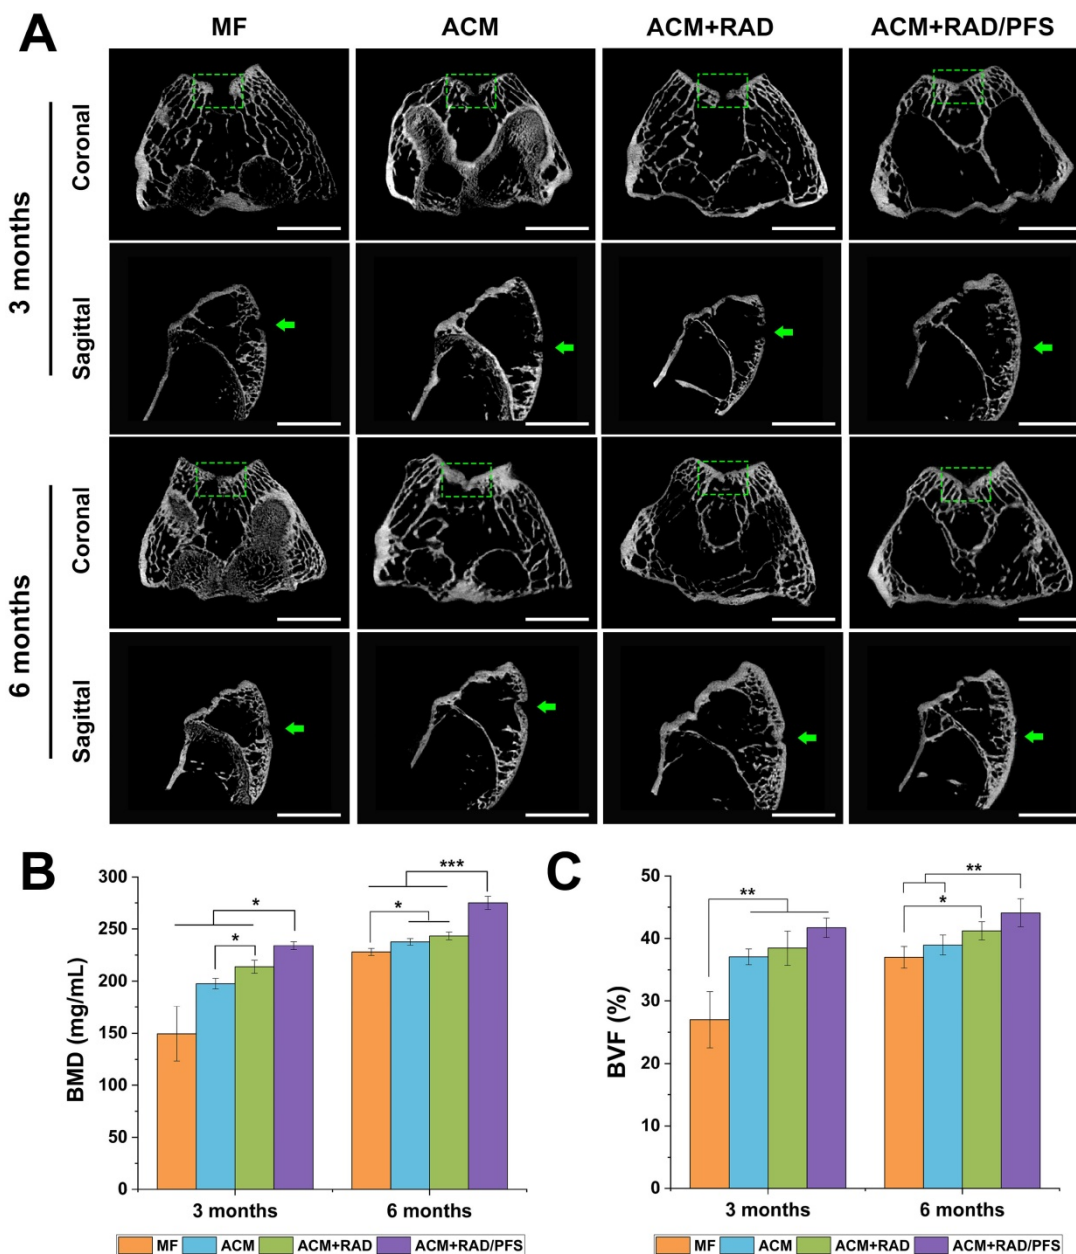 A
MF ACM ACM+RAD ACM+RAD/PFS
3 months
Coronal
Sagittal
6 months
Coronal
Sagittal
B
BMD (mg/mL)
300
250
200
150
100
50
0
*
*
***
*
3 months 6 months
MF ACM ACM+RAD ACM+RAD/PFS
C
BVF (%)
50
40
30
20
10
0
**
**
*
3 months 6 months
MF ACM ACM+RAD ACM+RAD/PFS